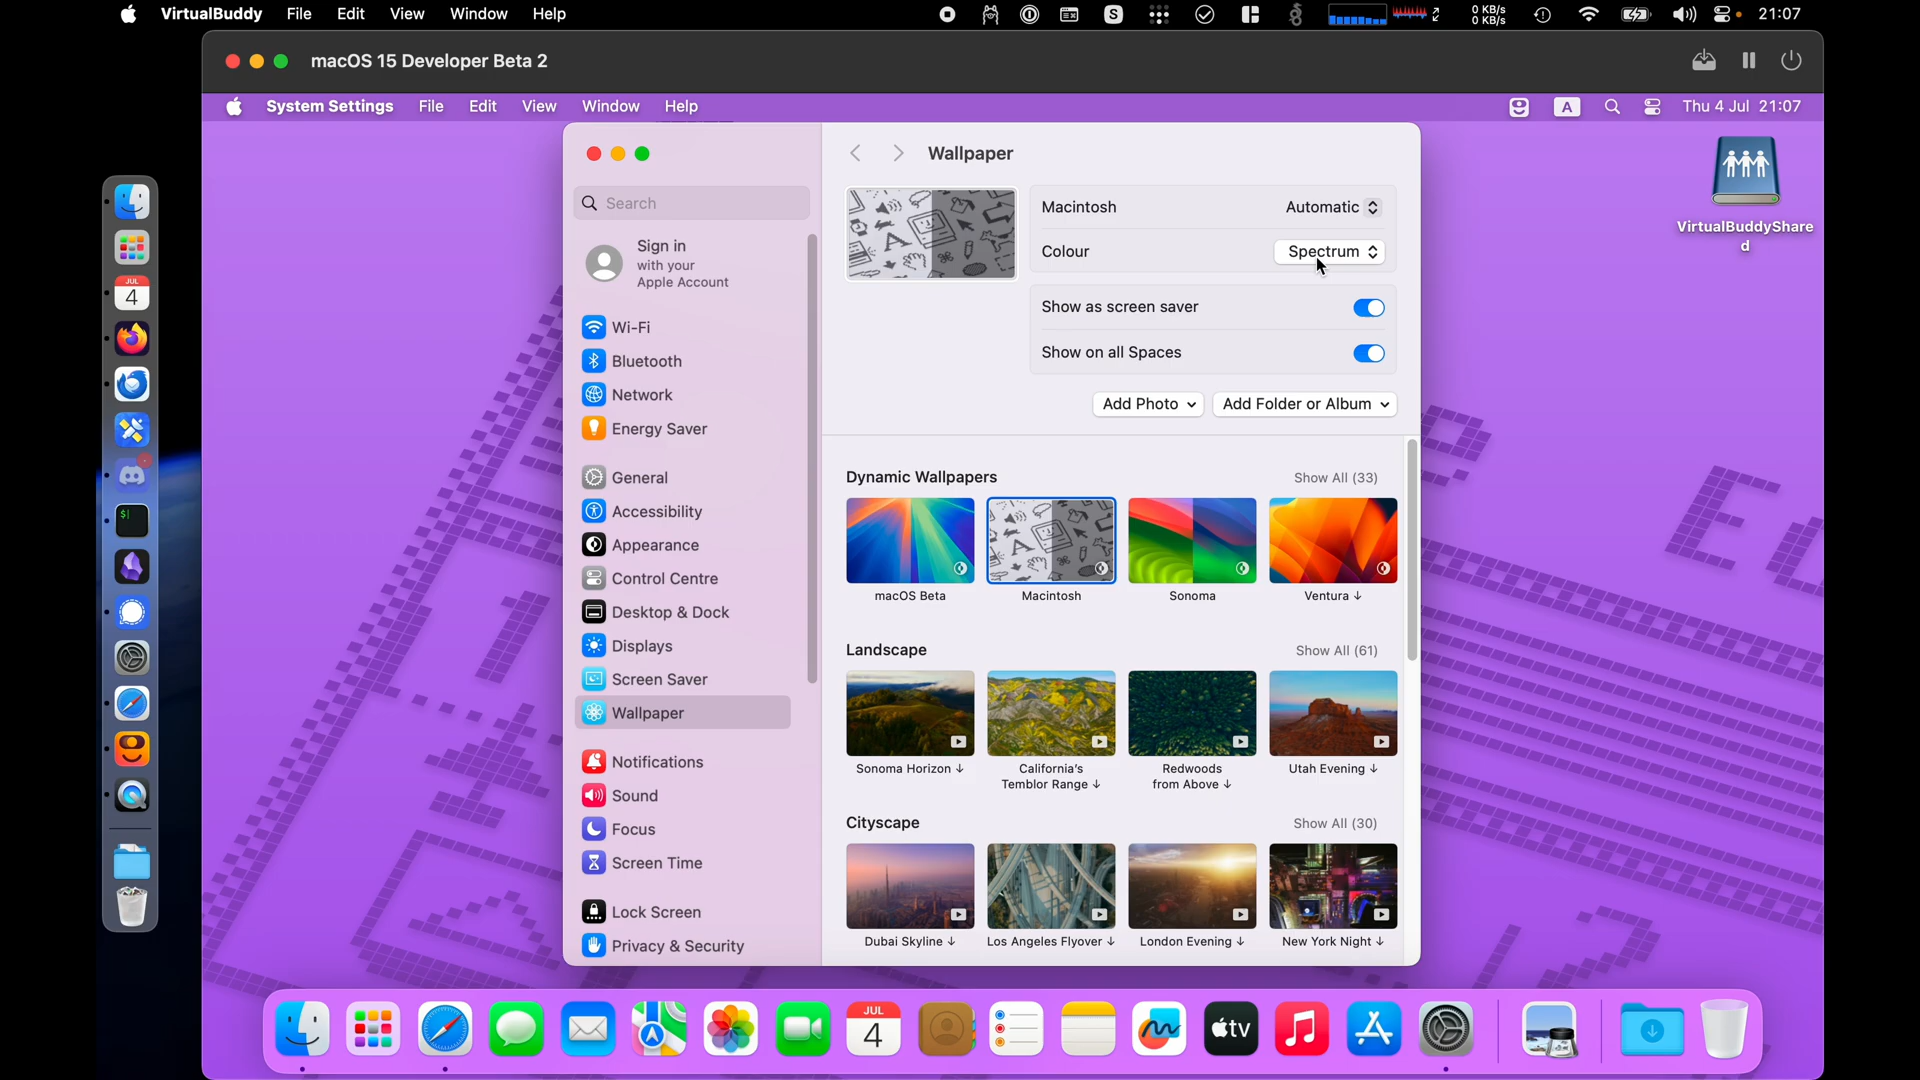 VirtualBuddy File Edit View Window Help
S
0 KB/s
0 KB/s
21:07
macOS 15 Developer Beta 2
System Settings File Edit View Window Help
A
Thu 4 Jul 21:07
Search
Sign in
with your
Apple Account
Wi-Fi
Bluetooth
Network
Energy Saver
General
Accessibility
Appearance
Control Centre
Desktop & Dock
Displays
Screen Saver
Wallpaper
Notifications
Sound
Focus
Screen Time
Lock Screen
Privacy & Security
Wallpaper
Macintosh Automatic
Colour Spectrum
Show as screen saver
Show on all Spaces
Add Photo Add Folder or Album
Dynamic Wallpapers Show All (33)
macOS Beta Macintosh Sonoma Ventura ↓
Landscape Show All (61)
Sonoma Horizon ↓
California's
Temblor Range ↓
Redwoods
from Above ↓
Utah Evening ↓
Cityscape Show All (30)
Dubai Skyline ↓ Los Angeles Flyover ↓ London Evening ↓ New York Night ↓
VirtualBuddyShare
d
JUL
4
$
JUL
4
tv